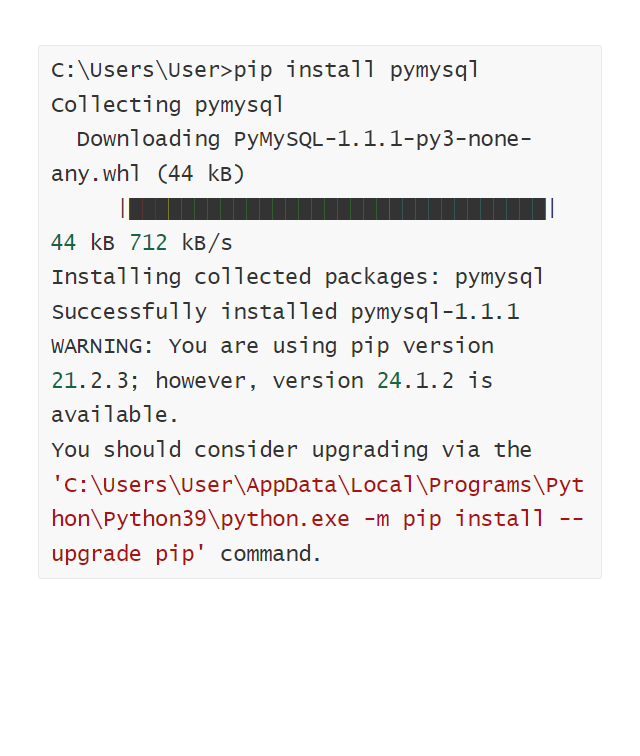 C:\Users\User>pip install pymysql
Collecting pymysql
  Downloading PyMySQL-1.1.1-py3-none-
any.whl (44 kB)
     |████████████████████████████████|
44 kB 712 kB/s
Installing collected packages: pymysql
Successfully installed pymysql-1.1.1
WARNING: You are using pip version
21.2.3; however, version 24.1.2 is
available.
You should consider upgrading via the
'C:\Users\User\AppData\Local\Programs\Pyt
hon\Python39\python.exe -m pip install --
upgrade pip' command.